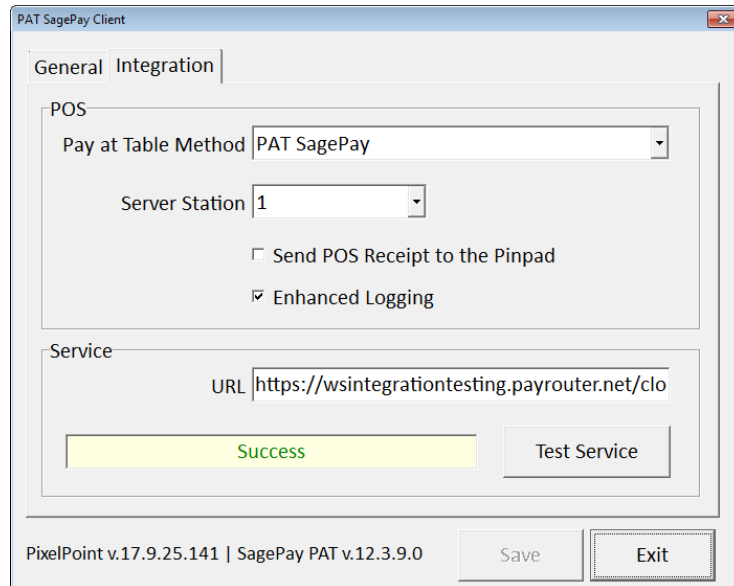 PAT SagePay Client
General Integration
POS
Pay at Table Method PAT SagePay
Server Station 1
Send POS Receipt to the Pinpad
Enhanced Logging
Service
URL https://wsintegrationtesting.payrouter.net/clo
Success Test Service
PixelPoint v.17.9.25.141 | SagePay PAT v.12.3.9.0 Save Exit